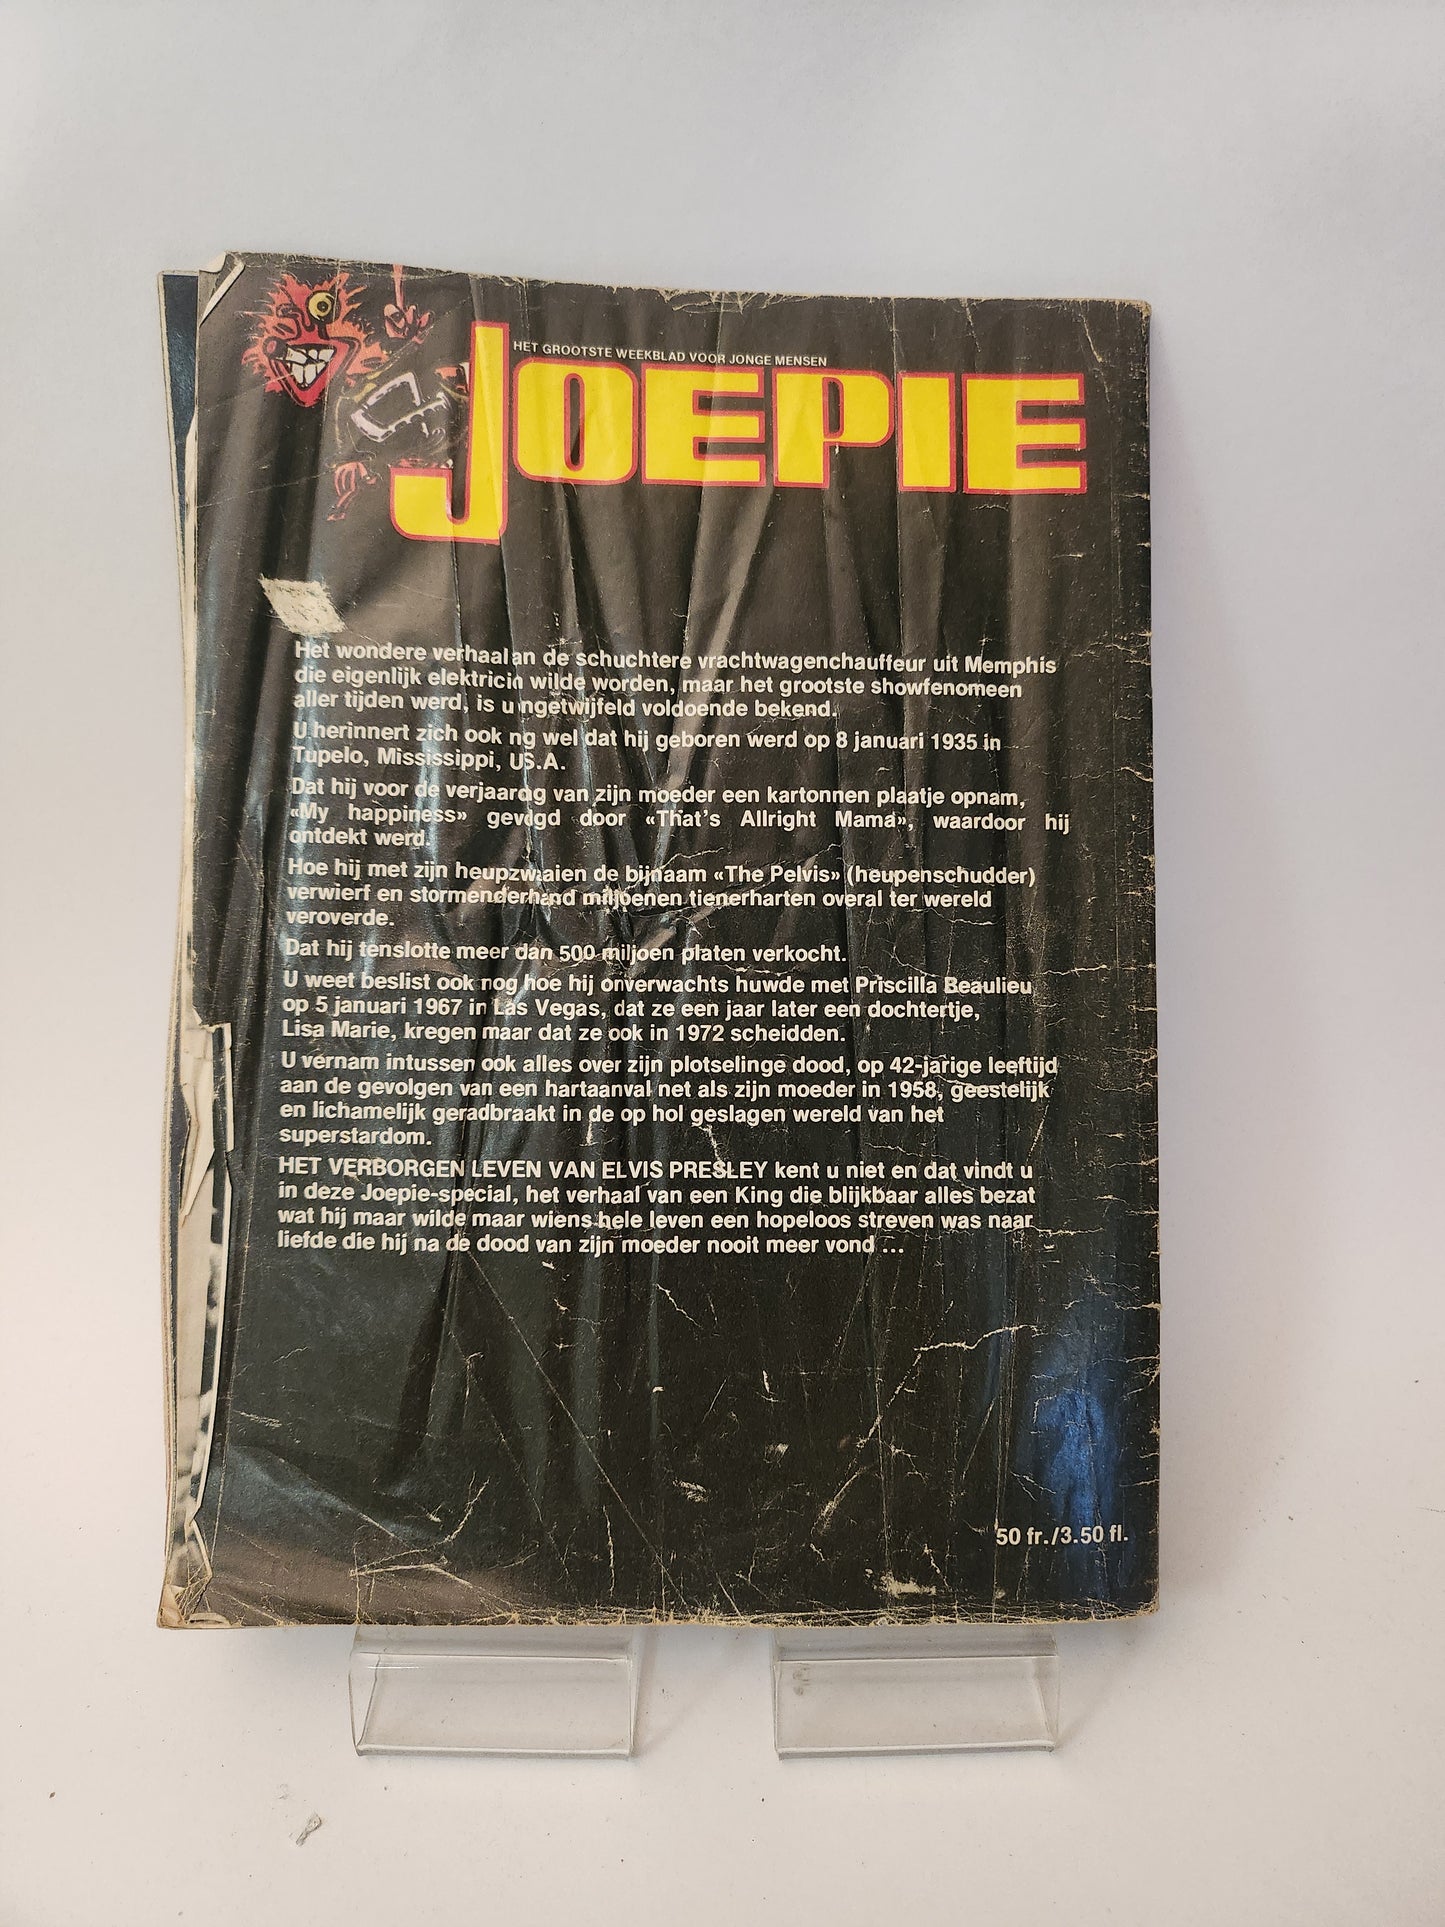 HET GROOTSTE WEEKBLAD VOOR JONGE MENSEN
JOEPIE
Het wondere verhaal an de schuchtere vrachtwagenchauffeur uit Memphis
die eigenlijk elektricin wilde worden, maar het grootste showfenomeen
aller tijden werd, is u ngetwijfeld voldoende bekend.
U herinnert zich ook ng wel dat hij geboren werd op 8 januari 1935 in
Tupelo, Mississippi, US.A.
Dat hij voor de verjaardg van zijn moeder een kartonnen plaatje opnam,
«My happiness» gevolgd door «That's Allright Mama», waardoor hij
ontdekt werd.
Hoe hij met zijn heupzwaaien de bijnaam «The Pelvis» (heupenschudder)
verwierf en stormenderhand miljoenen tienerharten overal ter wereld
veroverde.
Dat hij tenslotte meer dan 500 miljoen platen verkocht.
U weet beslist ook nog hoe hij onverwachts huwde met Priscilla Beaulieu
op 5 januari 1967 in Las Vegas, dat ze een jaar later een dochtertje,
Lisa Marie, kregen maar dat ze ook in 1972 scheidden.
U vernam intussen ook alles over zijn plotselinge dood, op 42-jarige leeftijd
aan de gevolgen van een hartaanval net als zijn moeder in 1958, geestelijk
en lichamelijk geradbraakt in de op hol geslagen wereld van het
superstardom.
HET VERBORGEN LEVEN VAN ELVIS PRESLEY kent u niet en dat vindt u
in deze Joepie-special, het verhaal van een King die blijkbaar alles bezat
wat hij maar wilde maar wiens hele leven een hopeloos streven was naar
liefde die hij na de dood van zijn moeder nooit meer vond ...
50 fr./3.50 fl.